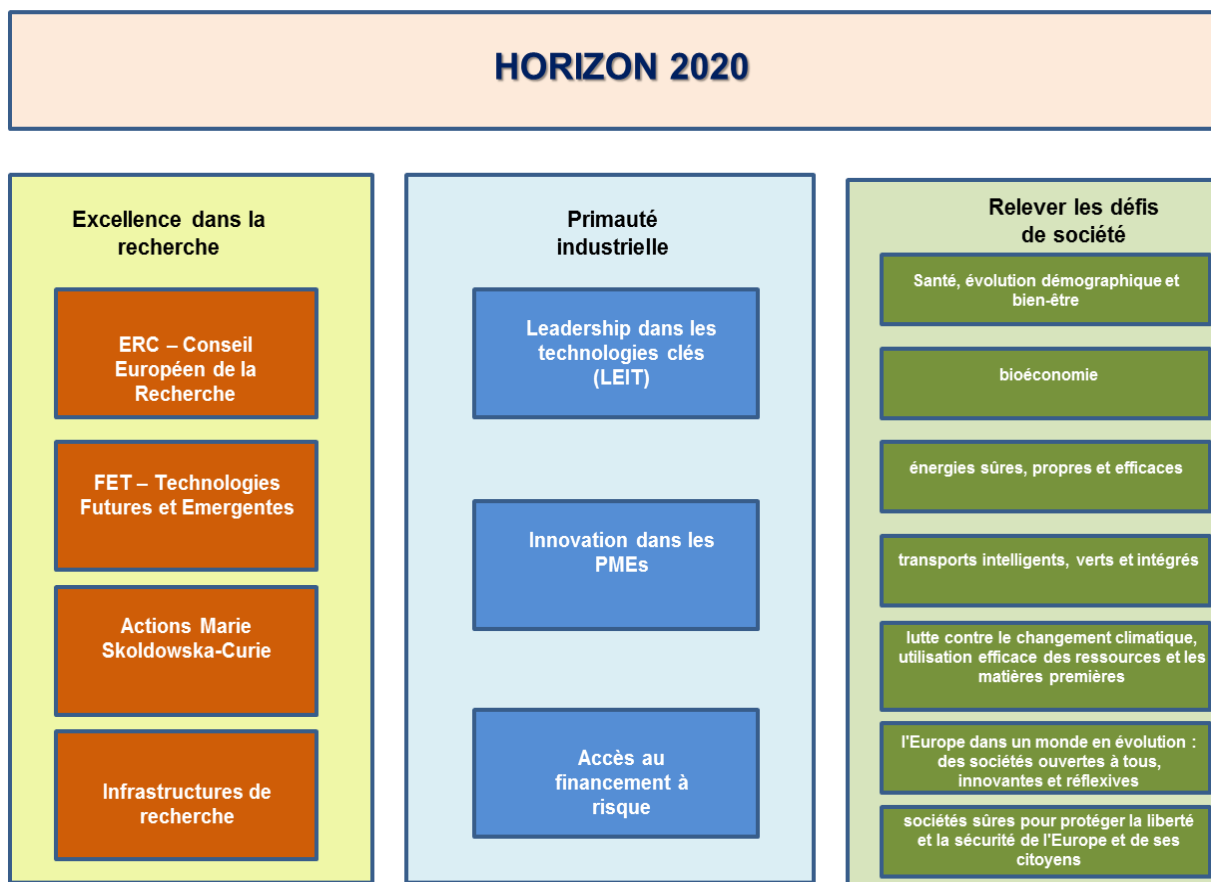 HORIZON 2020
Excellence dans la
recherche
ERC – Conseil
Européen de la
Recherche
FET – Technologies
Futures et Emergentes
Actions Marie
Skoldowska-Curie
Infrastructures de
recherche
Primauté
industrielle
Leadership dans les
technologies clés
(LEIT)
Innovation dans les
PMEs
Accès au
financement à
risque
Relever les défis
de société
Santé, évolution démographique et
bien-être
bioéconomie
énergies sûres, propres et efficaces
transports intelligents, verts et intégrés
lutte contre le changement climatique,
utilisation efficace des ressources et les
matières premières
l'Europe dans un monde en évolution :
des sociétés ouvertes à tous,
innovantes et réflexives
sociétés sûres pour protéger la liberté
et la sécurité de l'Europe et de ses
citoyens